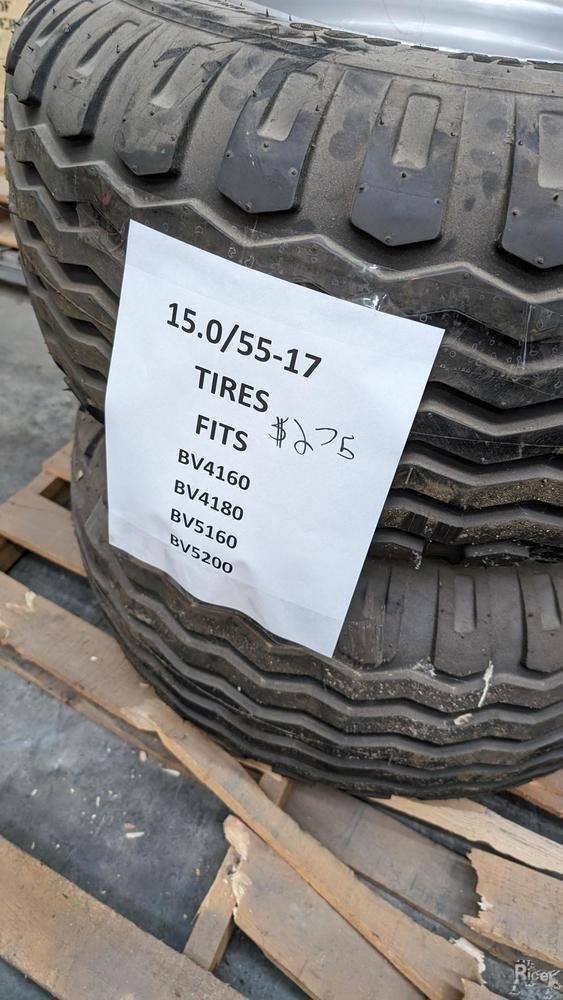 15.0/55-17
TIRES
FITS $275
BV4160
BV4180
BV5160
BV5200